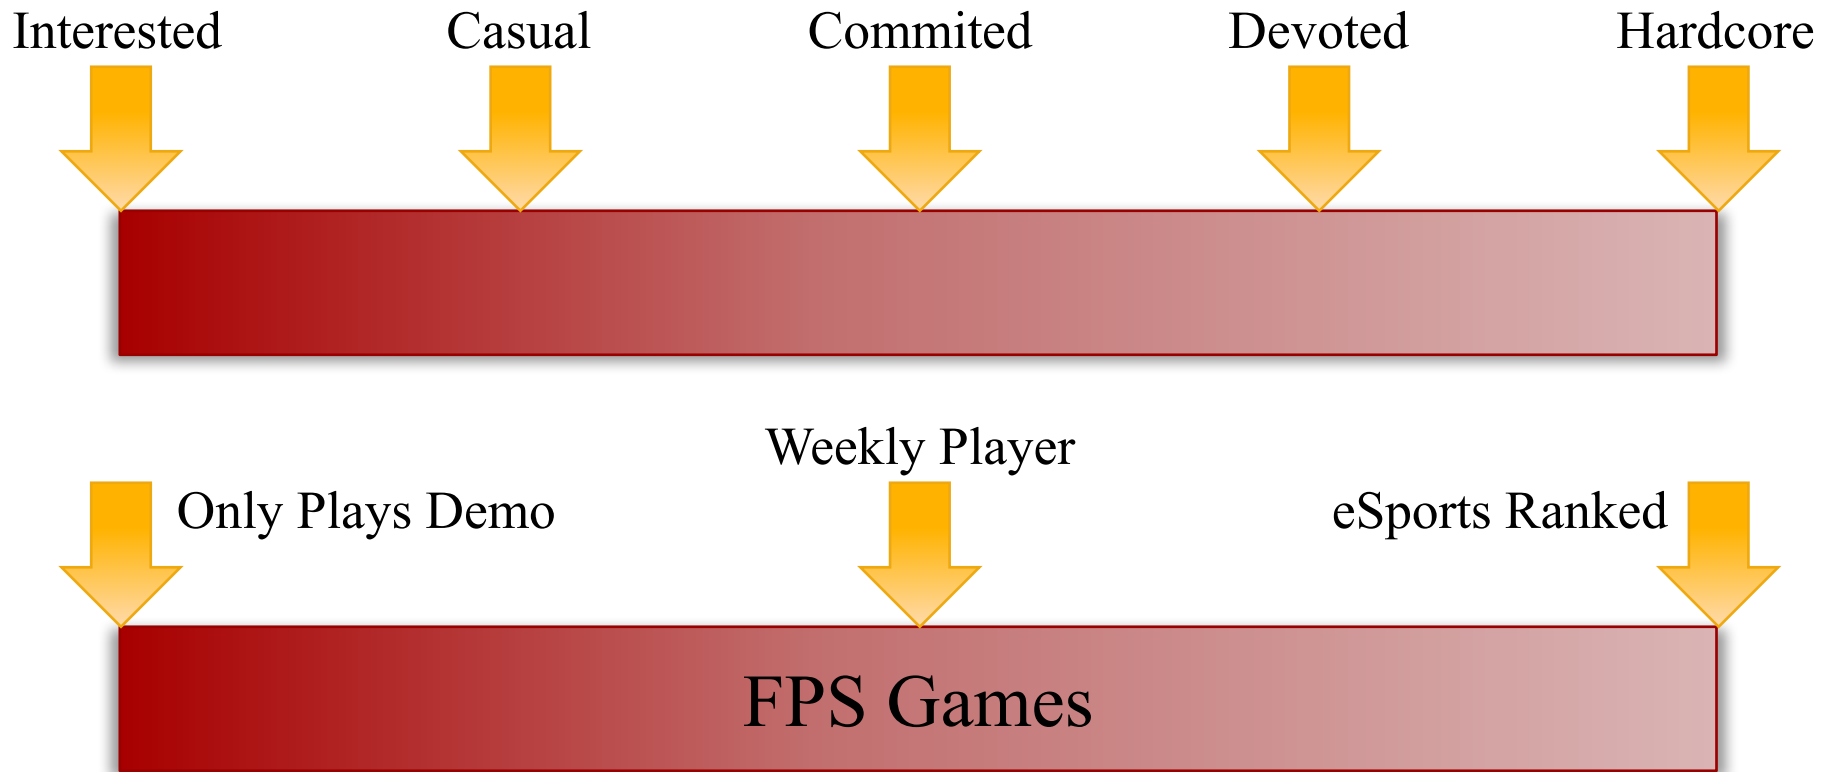 Interested Casual Commited Devoted Hardcore
Weekly Player
Only Plays Demo eSports Ranked
FPS Games